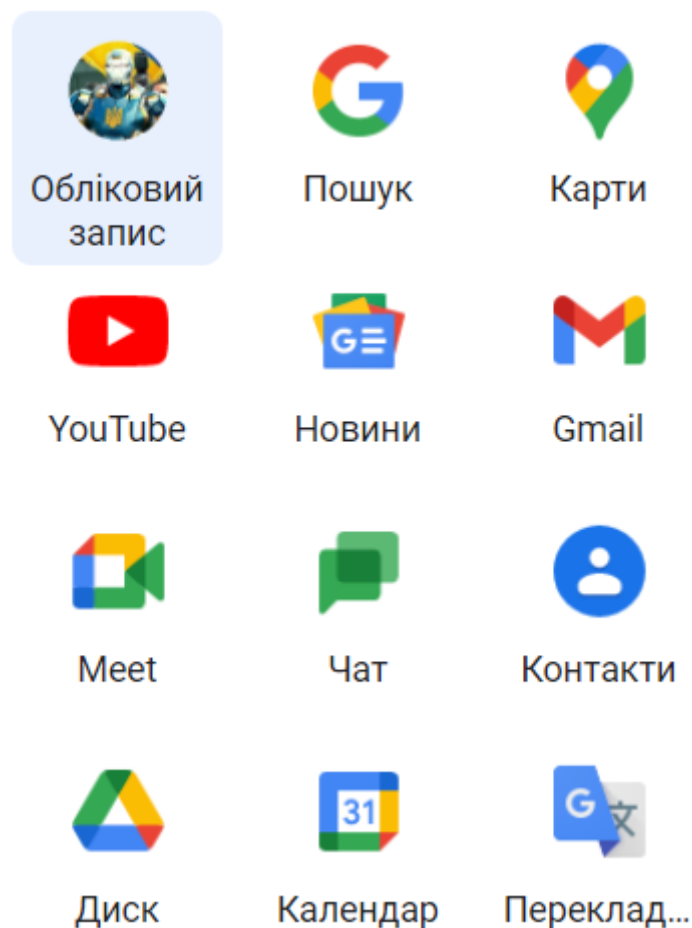 Обліковий
запис
Пошук
Карти
YouTube
Новини
Gmail
Meet
Чат
Контакти
Диск
31
Календар
G
Переклад...